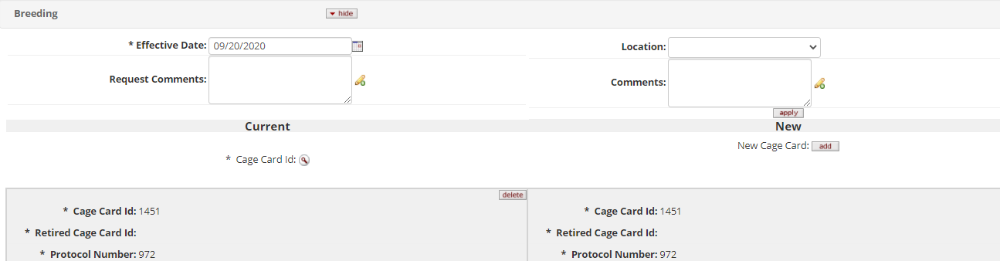 Breeding
hide
* Effective Date: 09/20/2020
Location:
Request Comments:
Comments:
apply
Current
New
New Cage Card: add
* Cage Card Id:
delete
* Cage Card Id: 1451
* Cage Card Id: 1451
* Retired Cage Card Id:
* Retired Cage Card Id:
* Protocol Number: 972
* Protocol Number: 972